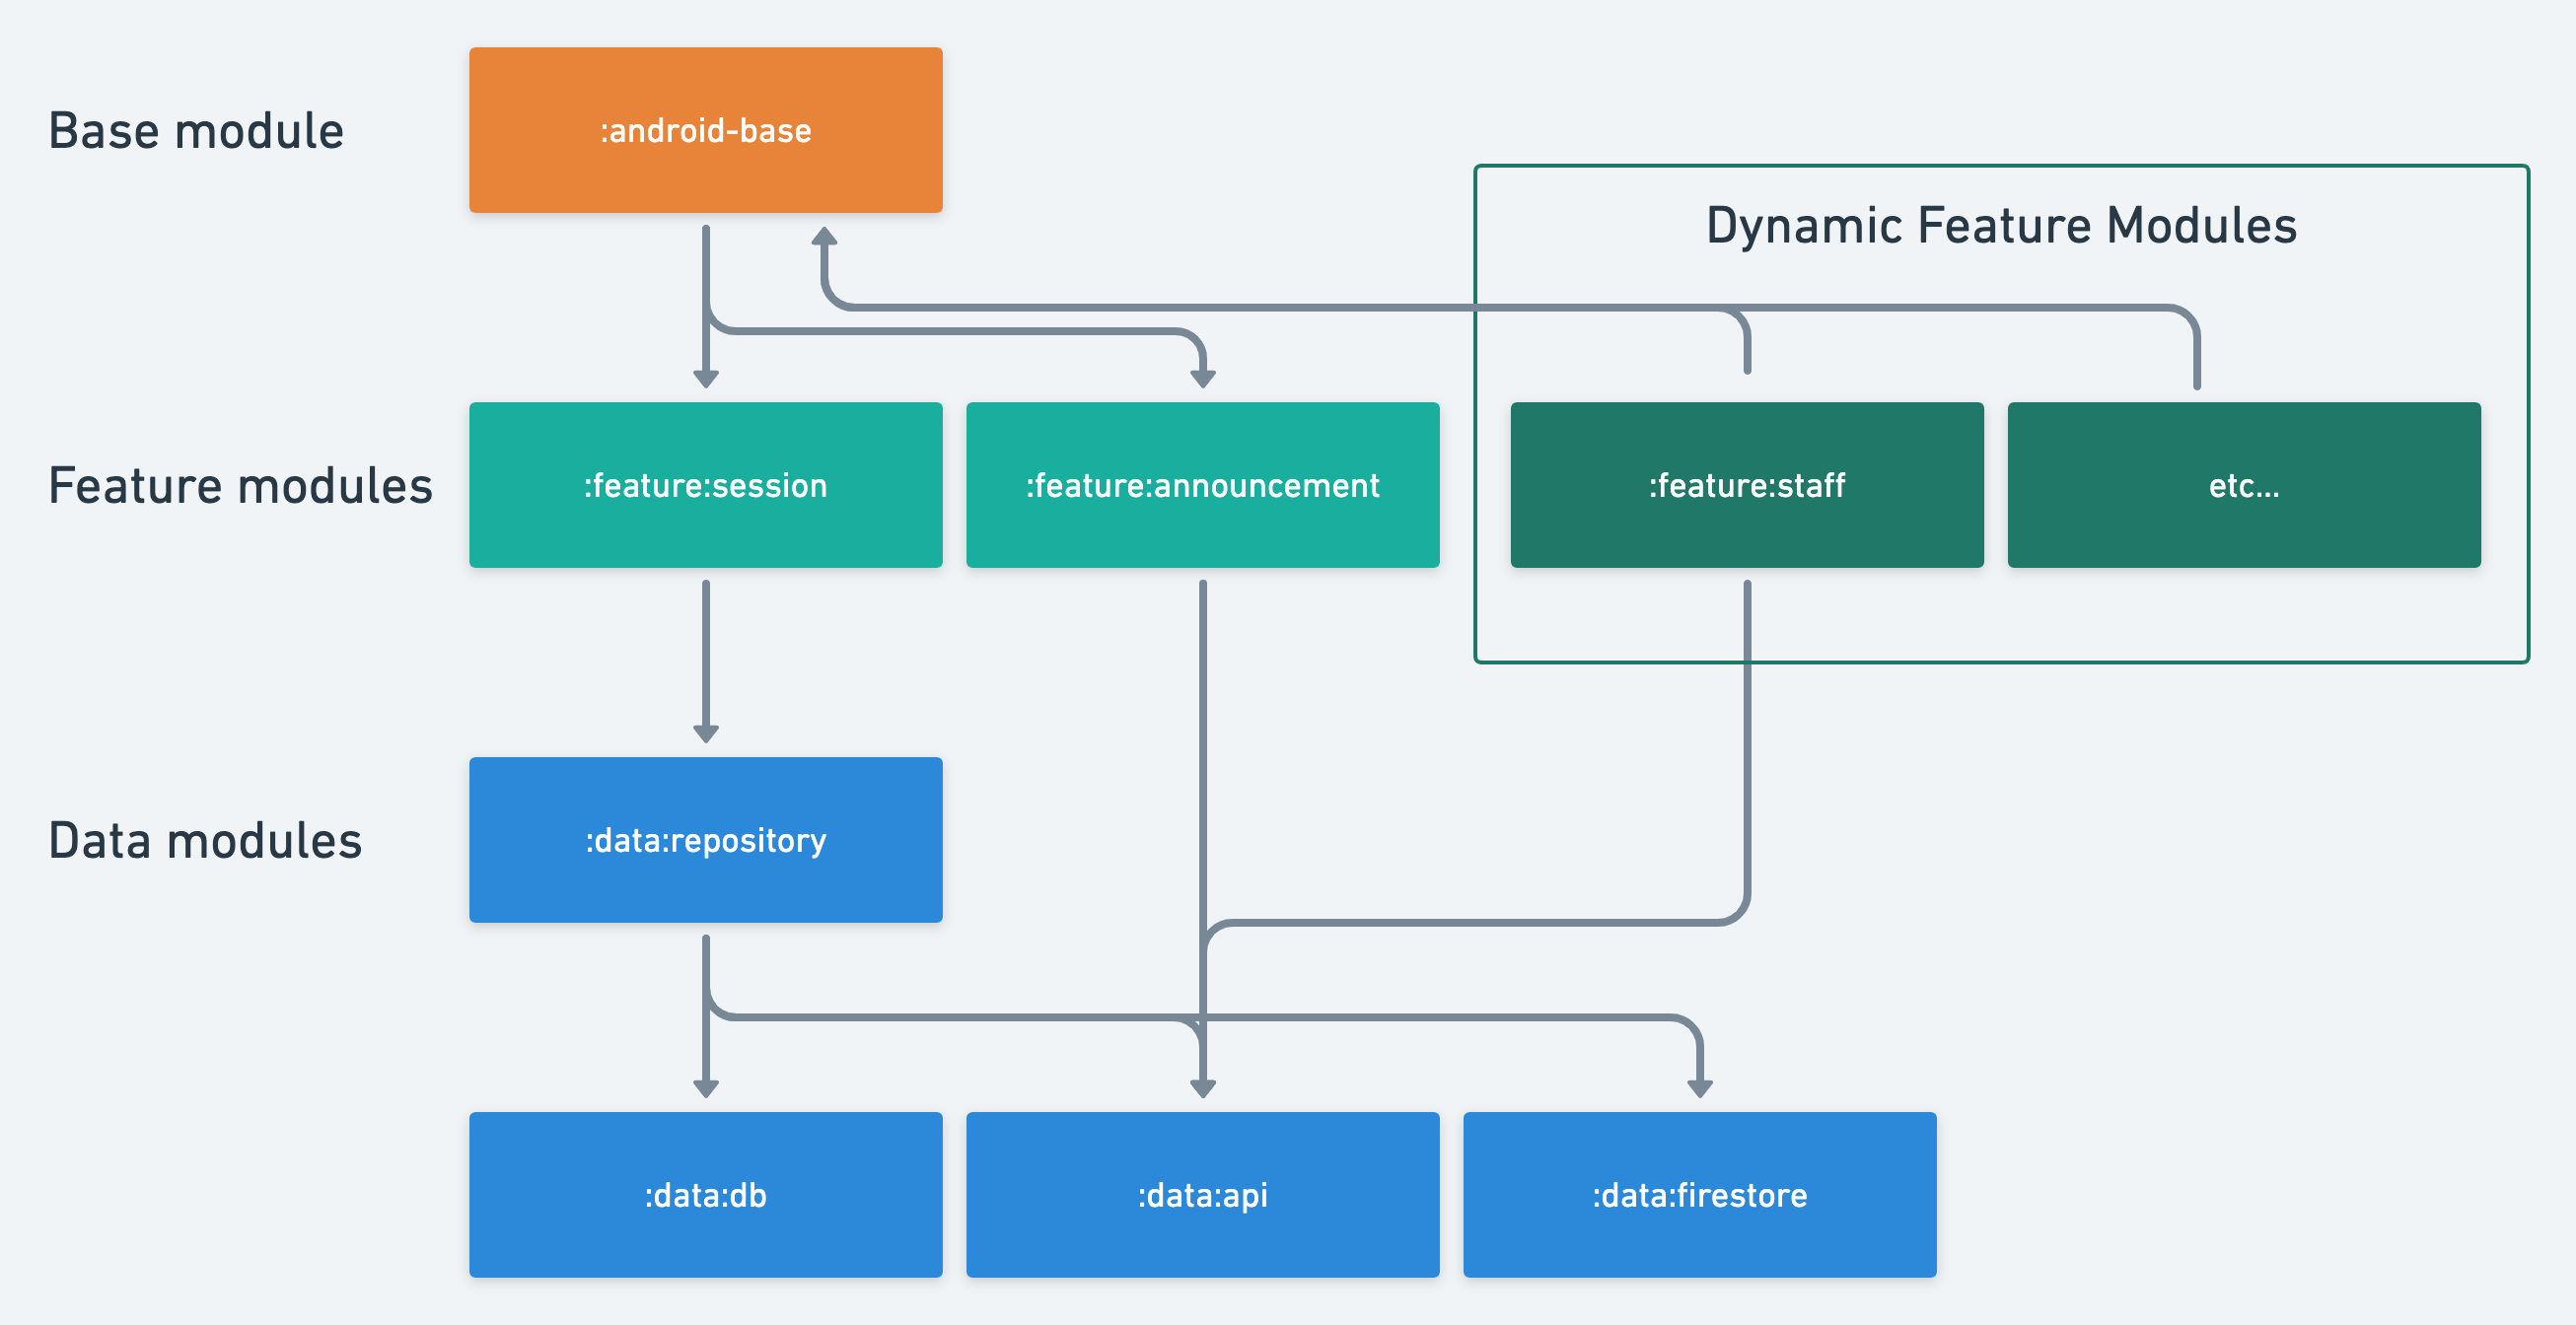 Base module
:android-base
Dynamic Feature Modules
Feature modules
:feature:session
:feature:announcement
:feature:staff
etc...
Data modules
:data:repository
:data:db
:data:api
:data:firestore